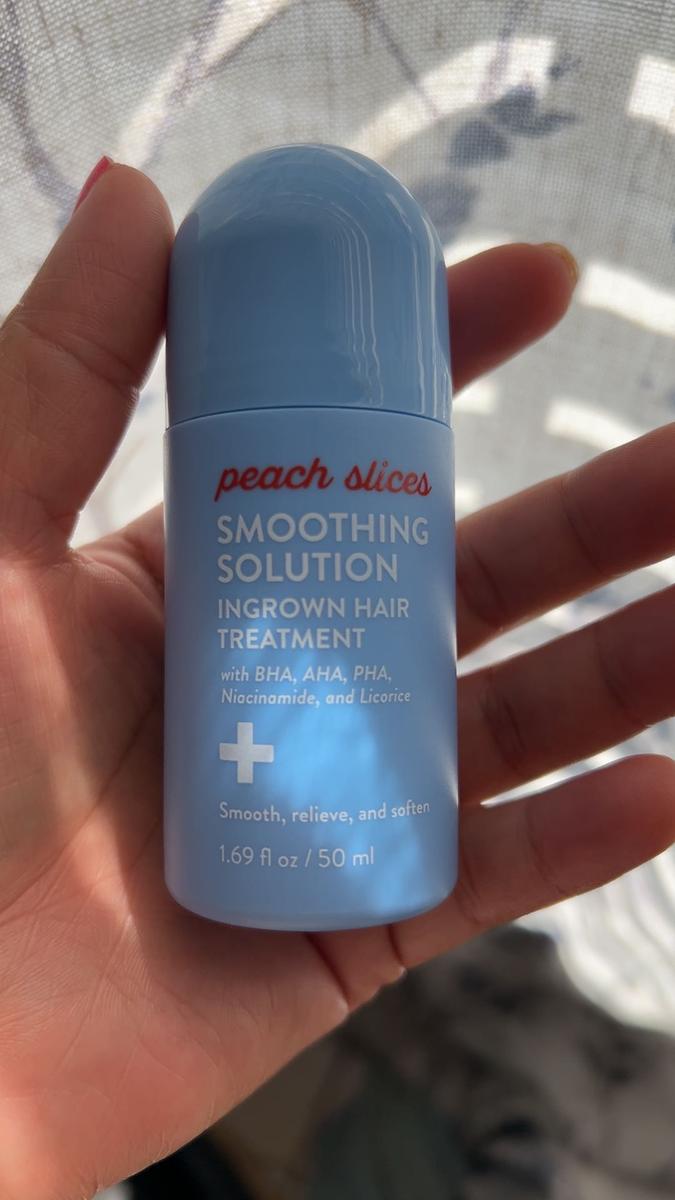 peach slices
SMOOTHING
SOLUTION
INGROWN HAIR
TREATMENT
with BHA, AHA, PHA,
Niacinamide, and Licorice
Smooth, relieve, and soften
1.69 fl oz / 50 ml